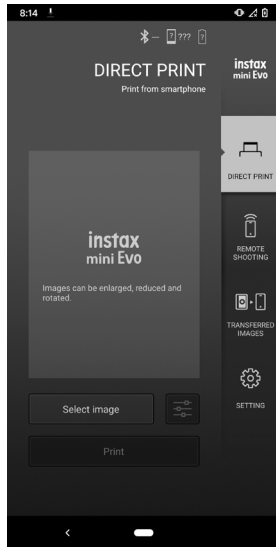 8:14
???
?
?
DIRECT PRINT
Print from smartphone
instax
mini Evo
DIRECT PRINT
REMOTE
SHOOTING
TRANSFERRED
IMAGES
SETTING
instax
mini Evo
Images can be enlarged, reduced and
rotated.
Select image
Print